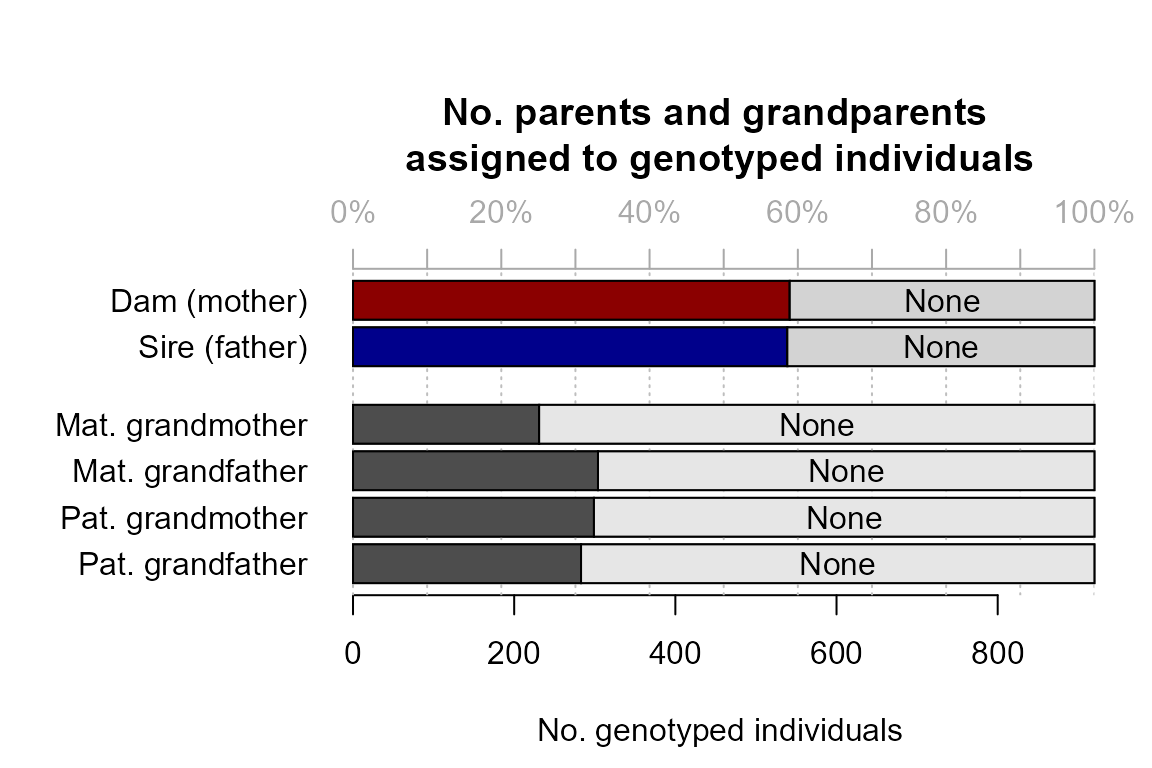 No. parents and grandparents
assigned to genotyped individuals
0% 20% 40% 60% 80% 100%
Dam (mother) None
Sire (father) None
Mat. grandmother None
Mat. grandfather None
Pat. grandmother None
Pat. grandfather None
0 200 400 600 800
No. genotyped individuals